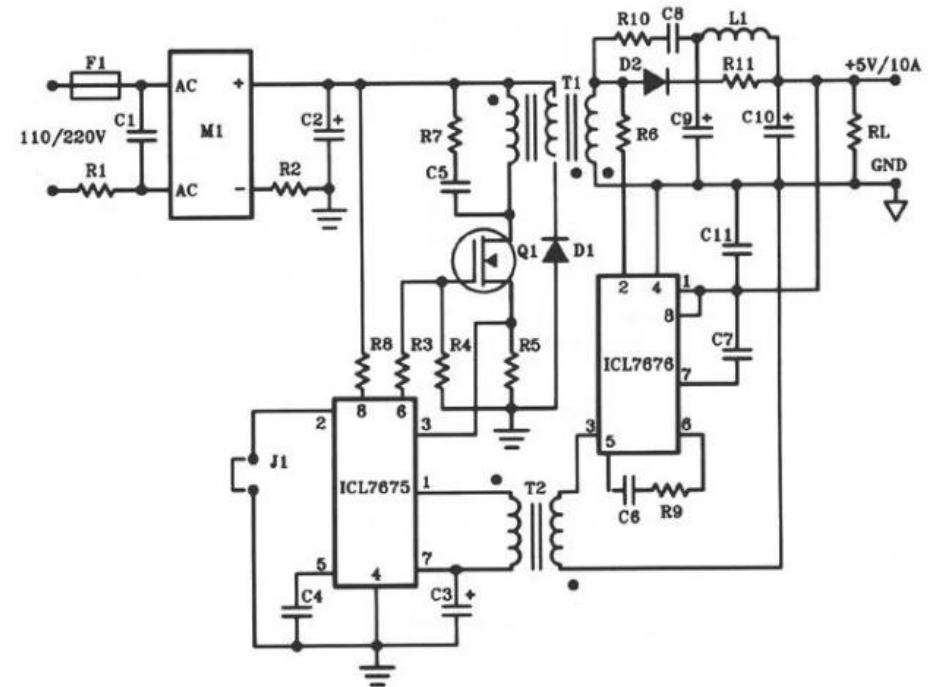 R10 C8 L1
F1 D2 R11 +5V/10A
AC + T1
C1 M1 C2 + R7 R6 C9 + C10 + RL
110/220V
R1 AC - R2 C5 GND
Q1 D1 C11
2 4 1
8
R8 R3 R4 R5 ICL7676 C7
7
8 6
2 3 3 5 6
J1 ICL7675 1 T2 C6 R9
5 4 7
C4 C3 +